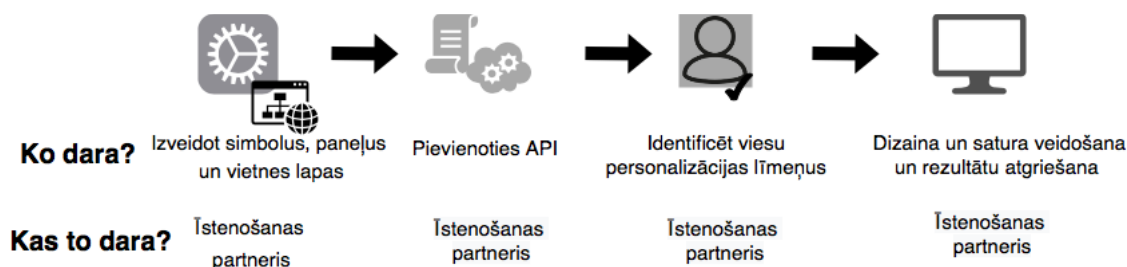 Ko dara?
Izveidot simbolus, paneļus
un vietnes lapas
Pievienoties API
Identificēt viesu
personalizācijas līmeņus
Dizaina un satura veidošana
un rezultātu atgriešana
Kas to dara?
Īstenošanas
partneris
Īstenošanas
partneris
Īstenošanas
partneris
Īstenošanas
partneris